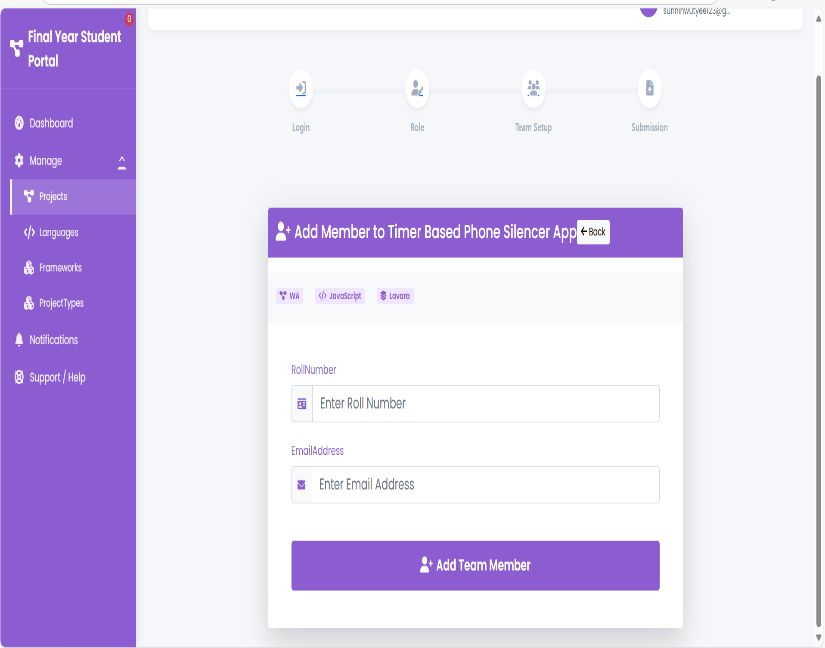 sunninwutyee123@g...
0
Final Year Student
Portal
Dashboard
Manage
Projects
Languages
Frameworks
ProjectTypes
Notifications
Support / Help
Login
Role
Team Setup
Submission
Add Member to Timer Based Phone Silencer App
Back
WA
JavaScript
Lavara
RollNumber
Enter Roll Number
EmailAddress
Enter Email Address
Add Team Member